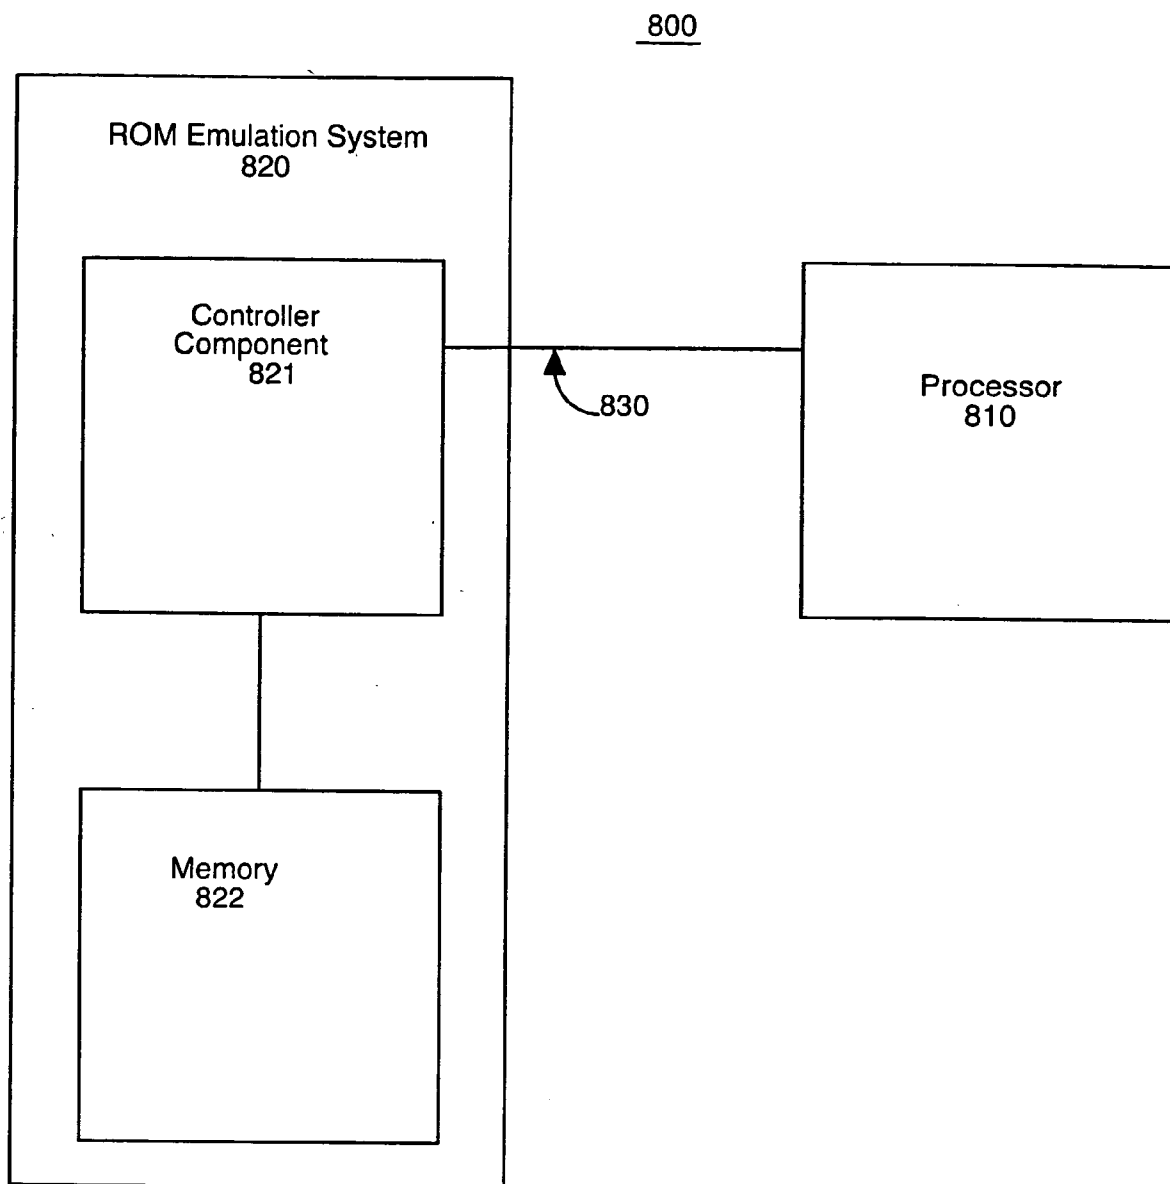 800
ROM Emulation System
820
Controller
Component
821
830
Processor
810
Memory
822